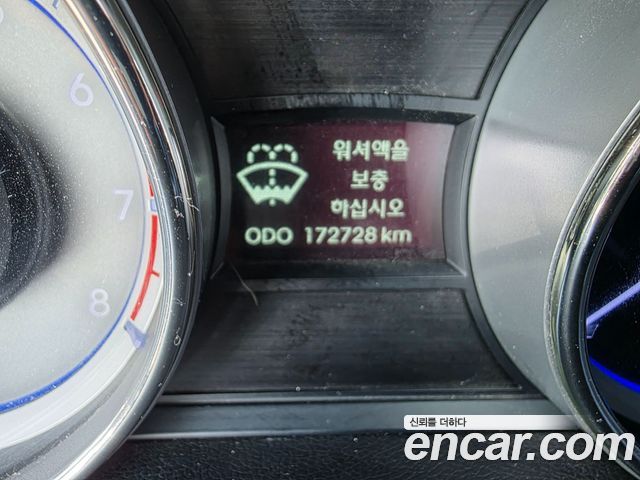 6
7
8
워셔액을
보충
하십시오
ODO 172728 km
신뢰를 더하다
encar.com